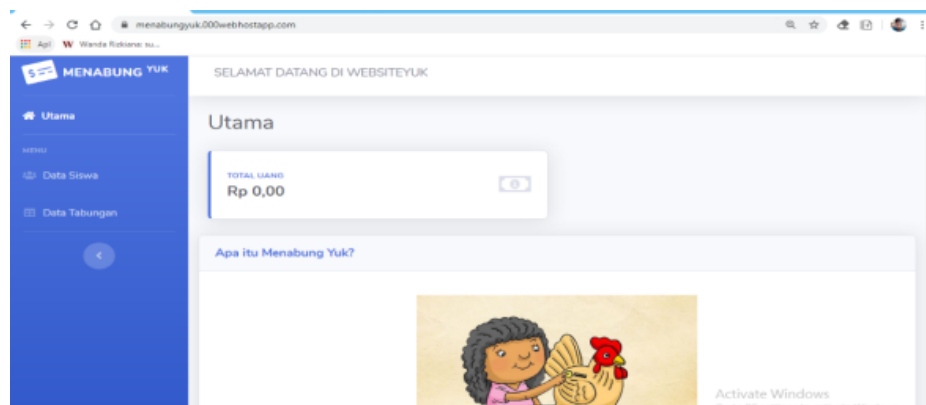 menabungyuk.000webhostapp.com
Apl W Wanda Rizkiana: su...
MENABUNG YUK
SELAMAT DATANG DI WEBSITEYUK
Utama
Utama
MENU
TOTAL UANG
Rp 0,00
Data Siswa
Data Tabungan
Apa itu Menabung Yuk?
Activate Windows